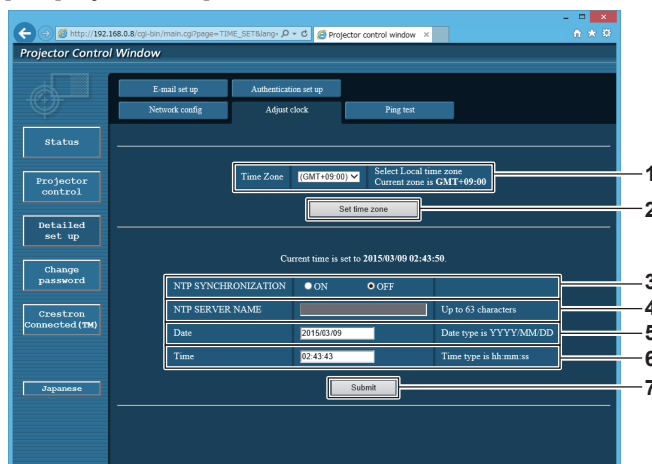 http://192.168.0.8/cgi-bin/main.cgi?page=TIME_SET&lang=
Projector control window
Projector Control Window
E-mail set up
Authentication set up
Network config
Adjust clock
Ping test
Status
Projector control
Detailed set up
Change password
Crestron Connected(TM)
Japanese
Time Zone
(GMT+09:00)
Select Local time zone
Current zone is GMT+09:00
1
Set time zone
2
Current time is set to 2015/03/09 02:43:50.
NTP SYNCHRONIZATION ON OFF
3
NTP SERVER NAME Up to 63 characters
4
Date 2015/03/09 Date type is YYYY/MM/DD
5
Time 02:43:43 Time type is hh:mm:ss
6
Submit
7